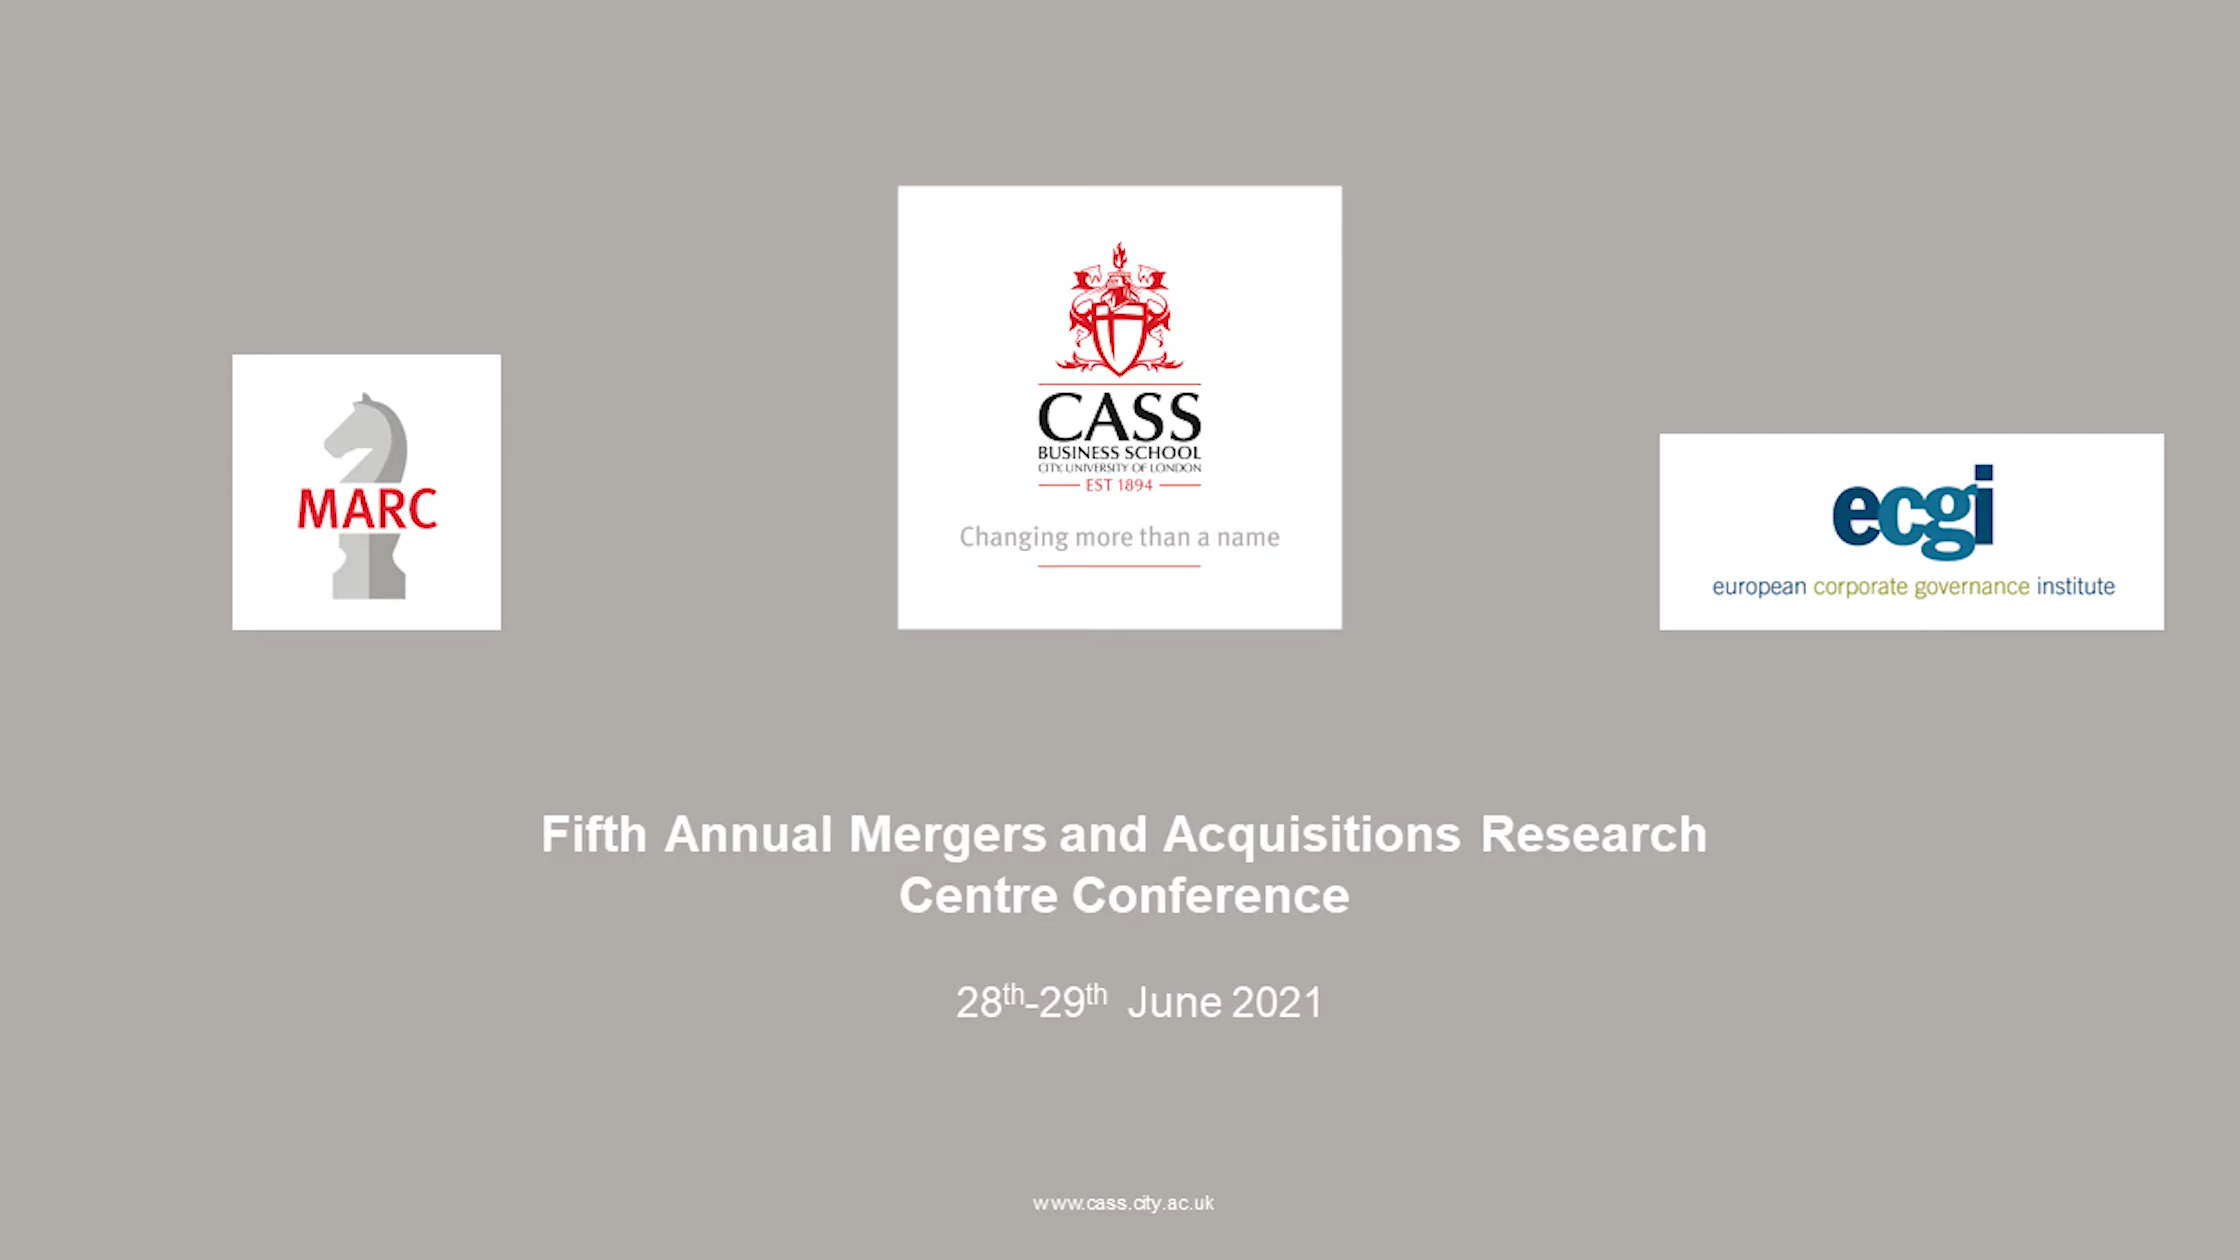 MARC
CASS
BUSINESS SCHOOL
CITY, UNIVERSITY OF LONDON
EST 1894
Changing more than a name
ecgi
european corporate governance institute
Fifth Annual Mergers and Acquisitions Research
Centre Conference
28th-29th June 2021
www.cass.city.ac.uk